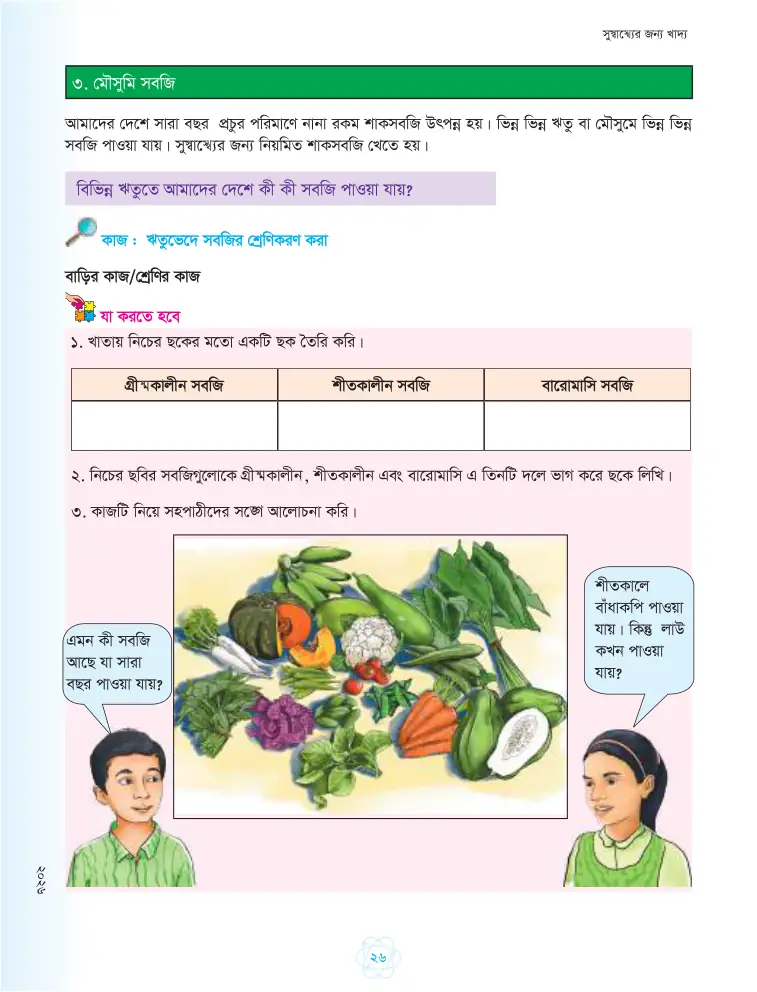 সুস্বাস্থ্যের জন্য খাদ্য
৩. মৌসুমি সবজি
আমাদের দেশে সারা বছর প্রচুর পরিমাণে নানা রকম শাকসবজি উৎপন্ন হয়। ভিন্ন ভিন্ন ঋতু বা মৌসুমে ভিন্ন ভিন্ন
সবজি পাওয়া যায়। সুস্বাস্থ্যের জন্য নিয়মিত শাকসবজি খেতে হয়।
বিভিন্ন ঋতুতে আমাদের দেশে কী কী সবজি পাওয়া যায়?
কাজ : ঋতুভেদে সবজির শ্রেণিকরণ করা
বাড়ির কাজ/শ্রেণির কাজ
যা করতে হবে
১. খাতায় নিচের ছকের মতো একটি ছক তৈরি করি।
গ্রীষ্মকালীন সবজি শীতকালীন সবজি বারোমাসি সবজি
২. নিচের ছবির সবজিগুলোকে গ্রীষ্মকালীন, শীতকালীন এবং বারোমাসি এ তিনটি দলে ভাগ করে ছকে লিখি।
৩. কাজটি নিয়ে সহপাঠীদের সঙ্গে আলোচনা করি।
এমন কী সবজি
আছে যা সারা
বছর পাওয়া যায়?
শীতকালে
বাঁধাকপি পাওয়া
যায়। কিন্তু লাউ
কখন পাওয়া
যায়?
২০২৫
২৬